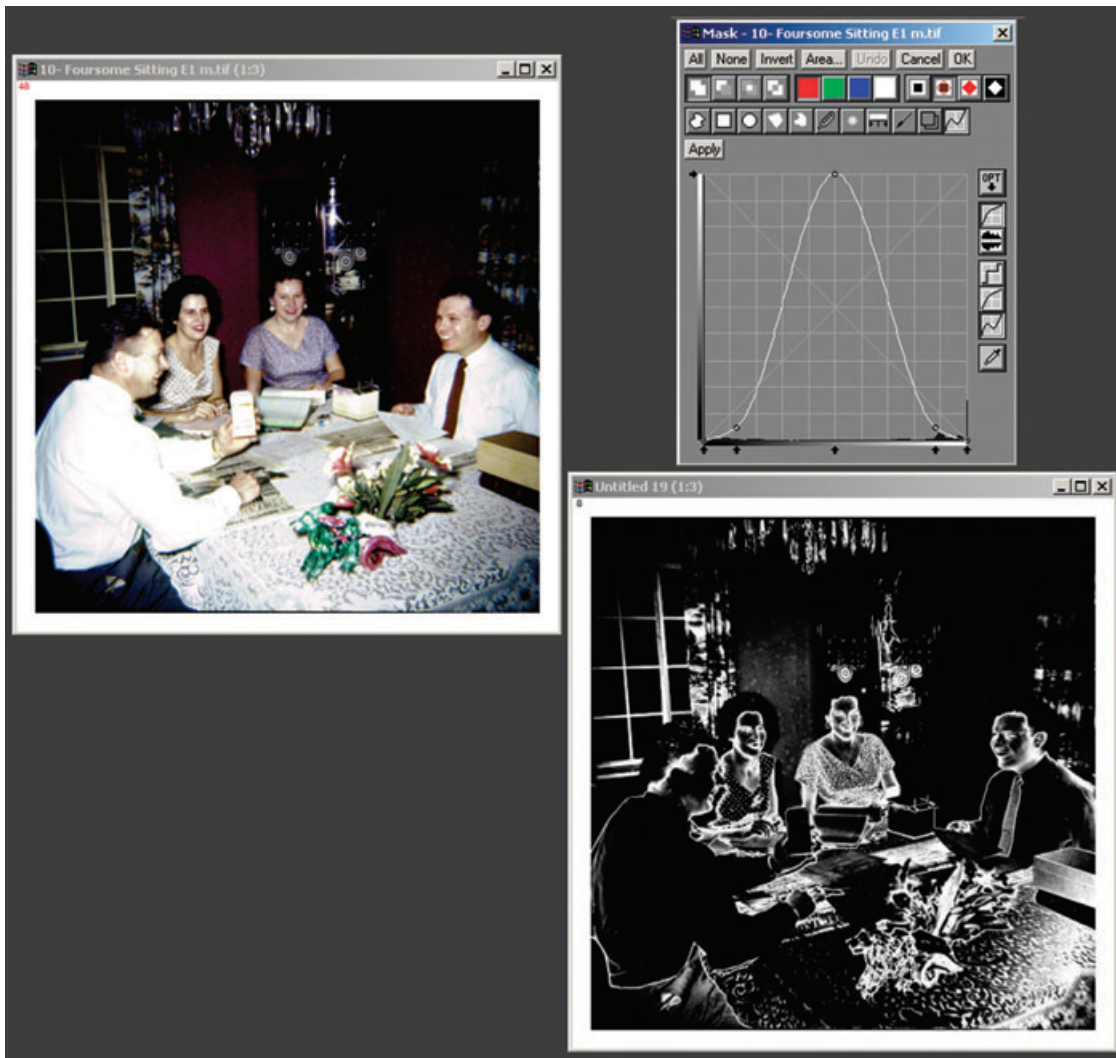 10- Foursome Sitting E1 m.tif (1:3)
48
Mask - 10- Foursome Sitting E1 m.tif
All None Invert Area... Undo Cancel OK
Apply
OPT
Untitled 19 (1:3)